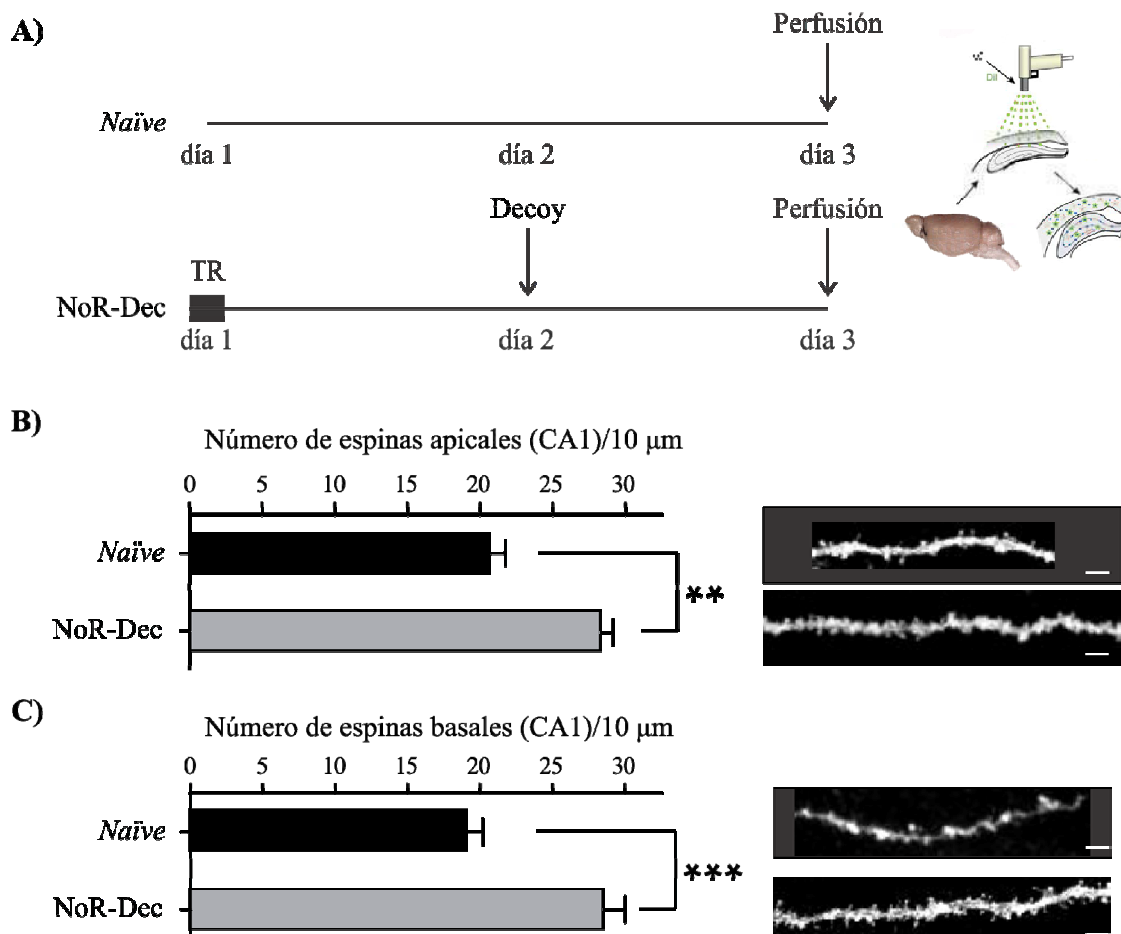 A)
Perfusión
Naïve
día 1 día 2 día 3
DiI
Decoy Perfusión
TR
NoR-Dec
día 1 día 2 día 3
B)
Número de espinas apicales (CA1)/10 μm
0 5 10 15 20 25 30
Naïve
**
NoR-Dec
C)
Número de espinas basales (CA1)/10 μm
0 5 10 15 20 25 30
Naïve
***
NoR-Dec